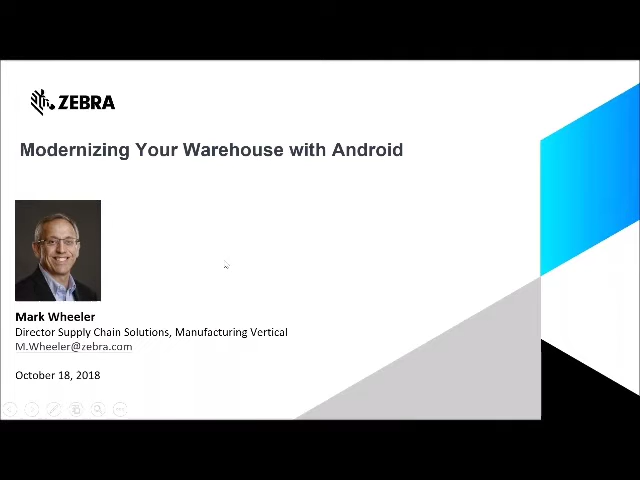 ZEBRA
Modernizing Your Warehouse with Android
Mark Wheeler
Director Supply Chain Solutions, Manufacturing Vertical
M.Wheeler@zebra.com
October 18, 2018